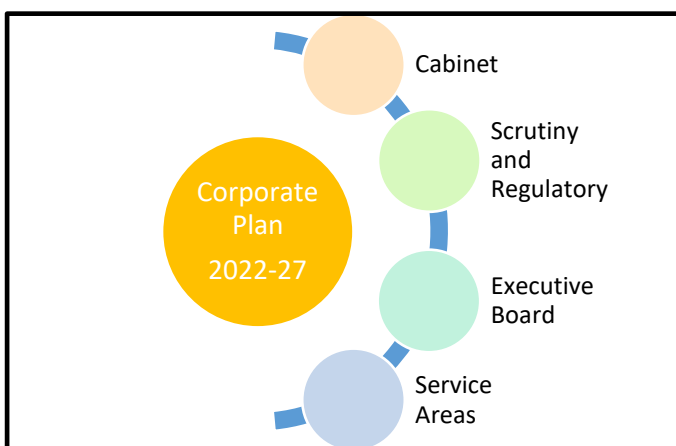 Corporate
Plan
2022-27
Cabinet
Scrutiny
and
Regulatory
Executive
Board
Service
Areas